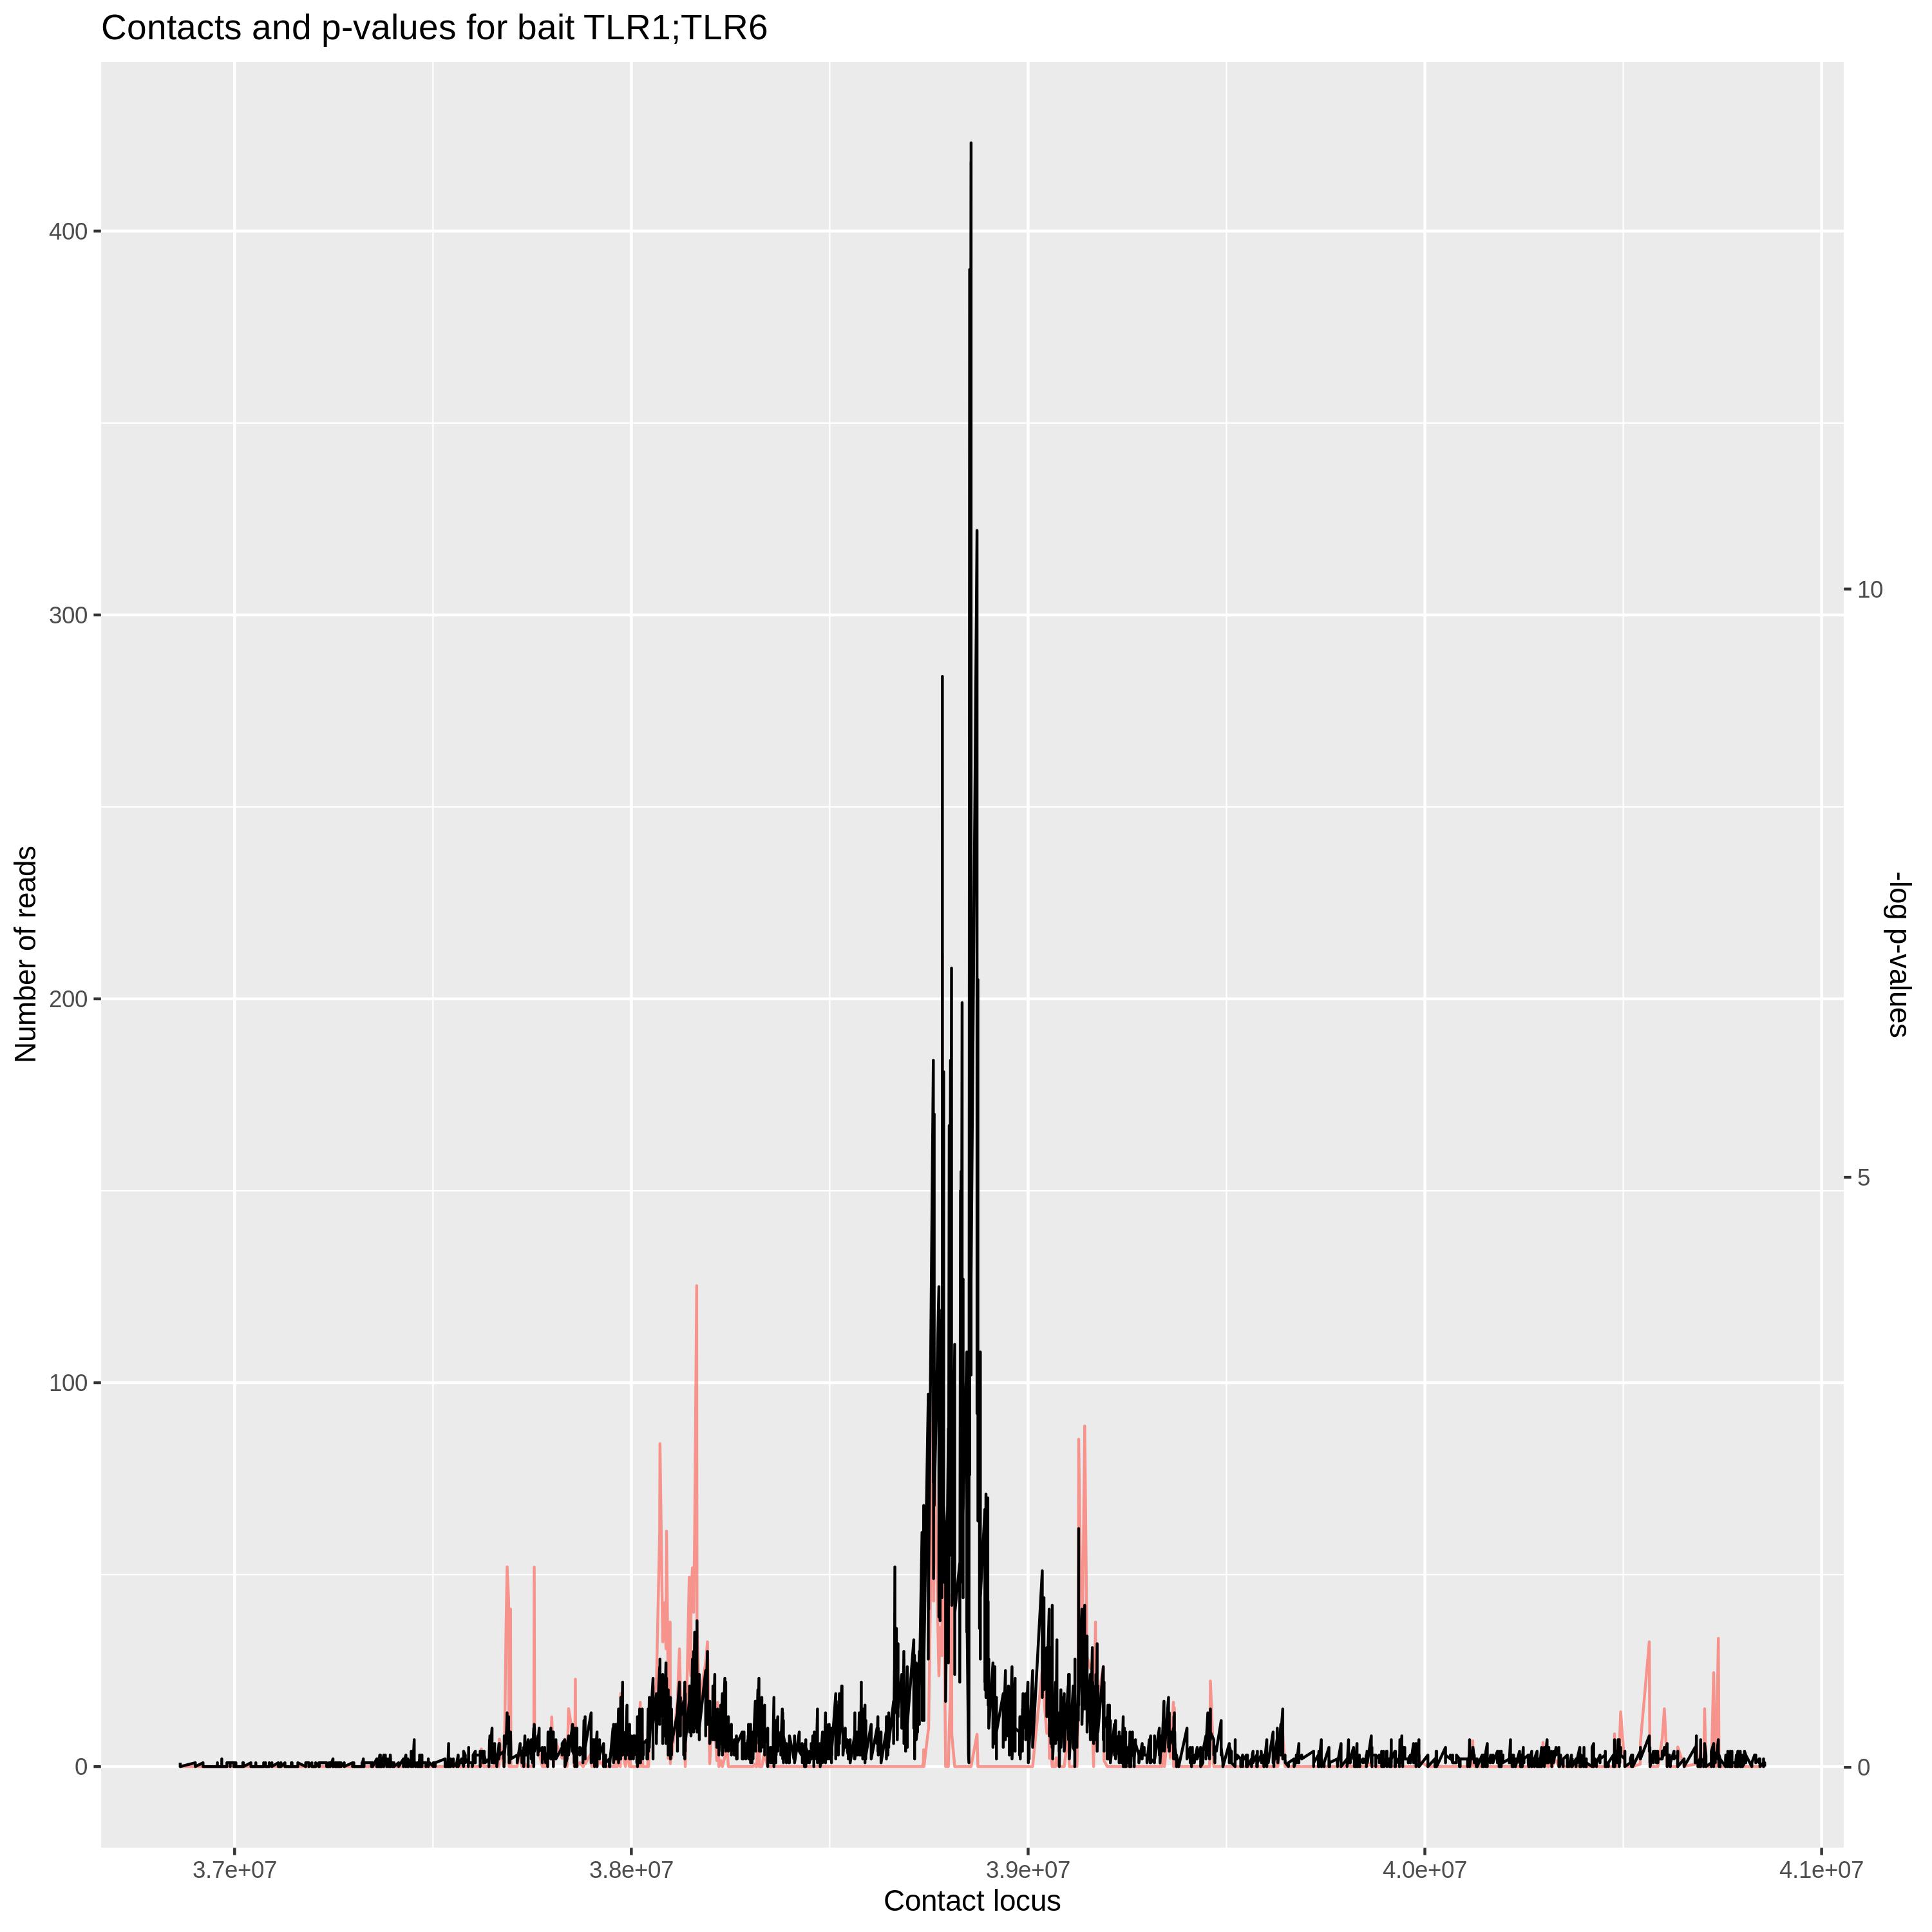 Contacts and p-values for bait TLR1;TLR6
400
300
200
100
0
Number of reads
10
5
0
-log p-values
3.7e+07
3.8e+07
3.9e+07
4.0e+07
4.1e+07
Contact locus